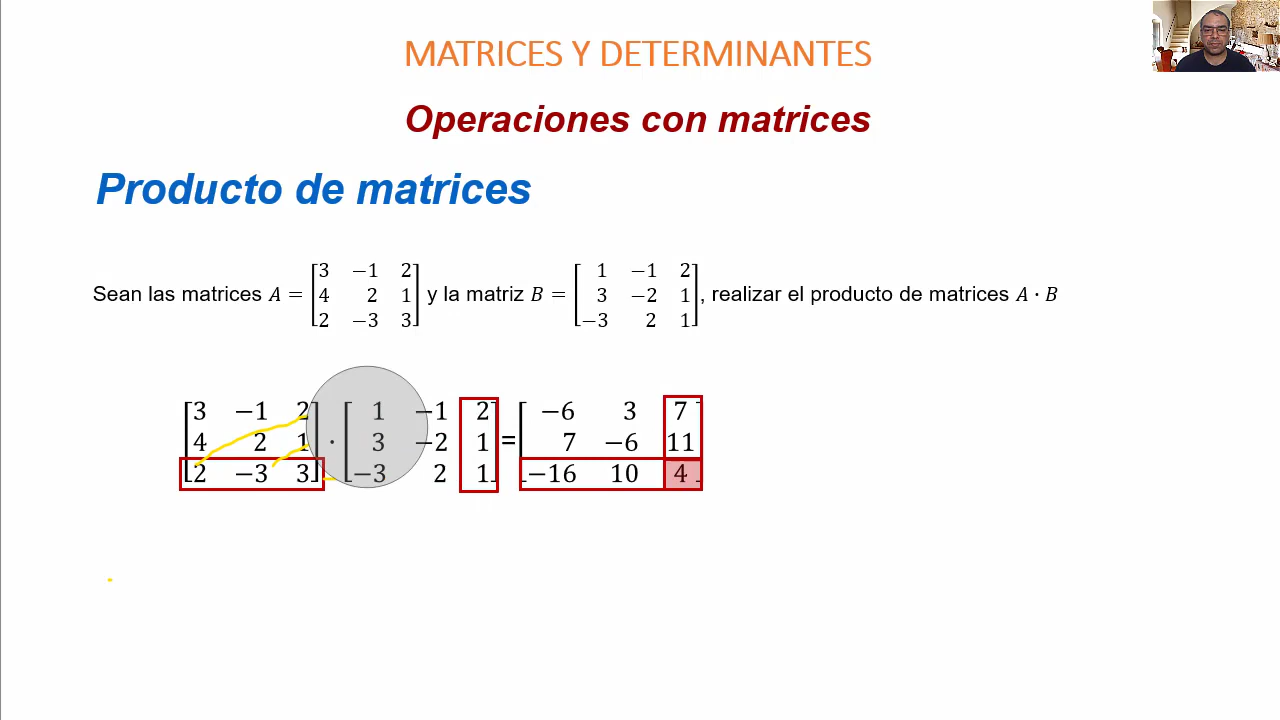 MATRICES Y DETERMINANTES
Operaciones con matrices
Producto de matrices
Sean las matrices A = [3 −1 2; 4 2 1; 2 −3 3] y la matriz B = [1 −1 2; 3 −2 1; −3 2 1], realizar el producto de matrices A · B
[3 −1 2; 4 2 1; 2 −3 3] · [1 −1 2; 3 −2 1; −3 2 1] = [−6 3 7; 7 −6 11; −16 10 4]